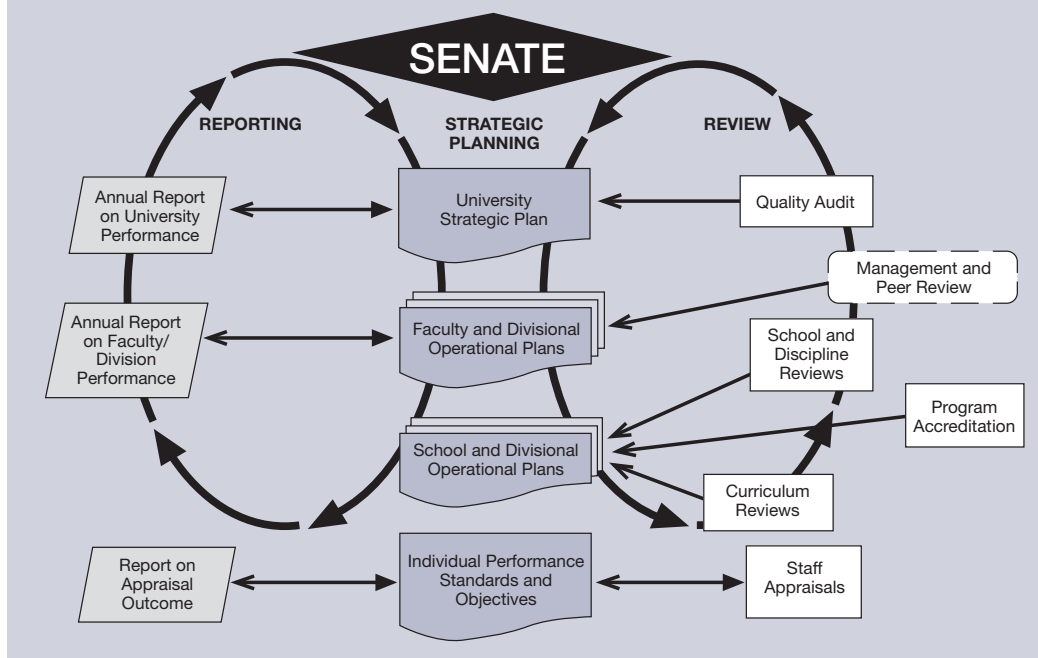 SENATE
REPORTING
STRATEGIC
PLANNING
REVIEW
Annual Report
on University
Performance
University
Strategic Plan
Quality Audit
Management and
Peer Review
Annual Report
on Faculty/
Division
Performance
Faculty and Divisional
Operational Plans
School and
Discipline
Reviews
Program
Accreditation
School and Divisional
Operational Plans
Curriculum
Reviews
Report on
Appraisal
Outcome
Individual Performance
Standards and
Objectives
Staff
Appraisals